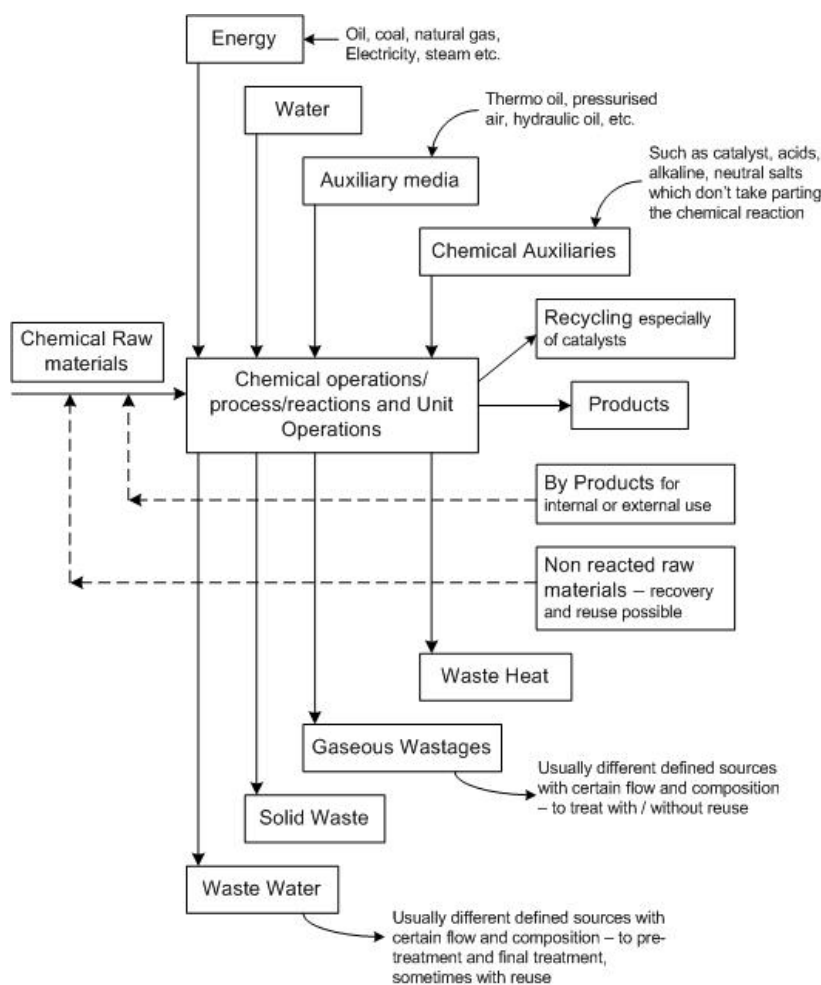 Energy
Oil, coal, natural gas,
Electricity, steam etc.
Water
Thermo oil, pressurised
air, hydraulic oil, etc.
Auxiliary media
Such as catalyst, acids,
alkaline, neutral salts
which don't take parting
the chemical reaction
Chemical Auxiliaries
Chemical Raw
materials
Recycling especially
of catalysts
Chemical operations/
process/reactions and Unit
Operations
Products
By Products for
internal or external use
Non reacted raw
materials – recovery
and reuse possible
Waste Heat
Gaseous Wastages
Usually different defined sources
with certain flow and composition
– to treat with / without reuse
Solid Waste
Waste Water
Usually different defined sources with
certain flow and composition – to pre-
treatment and final treatment,
sometimes with reuse